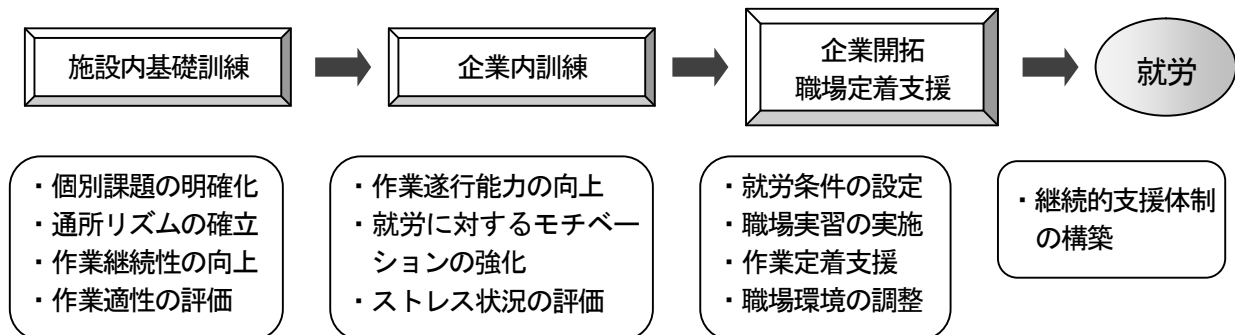 施設内基礎訓練
企業内訓練
企業開拓
職場定着支援
就労
・個別課題の明確化
・通所リズムの確立
・作業継続性の向上
・作業適性の評価
・作業遂行能力の向上
・就労に対するモチベー
ションの強化
・ストレス状況の評価
・就労条件の設定
・職場実習の実施
・作業定着支援
・職場環境の調整
・継続的支援体制
の構築